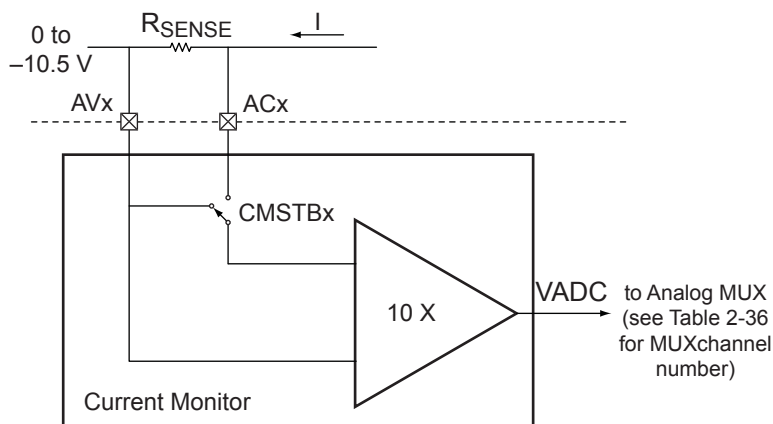 0 to
–10.5 V
RSENSE
I
AVx
ACx
CMSTBx
10 X
VADC
to Analog MUX
(see Table 2-36
for MUXchannel
number)
Current Monitor